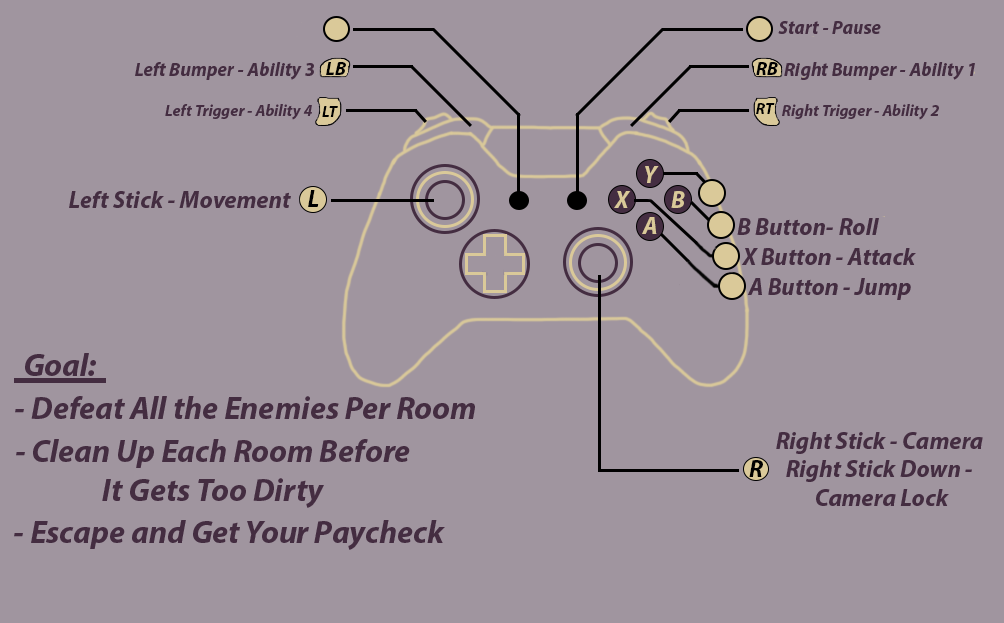 Start - Pause
Left Bumper - Ability 3 LB
RB Right Bumper - Ability 1
Left Trigger - Ability 4 LT
RT Right Trigger - Ability 2
Y
Left Stick - Movement L
X B
A
B Button- Roll
X Button - Attack
A Button - Jump
Goal:
- Defeat All the Enemies Per Room
- Clean Up Each Room Before
It Gets Too Dirty
- Escape and Get Your Paycheck
R
Right Stick - Camera
Right Stick Down -
Camera Lock